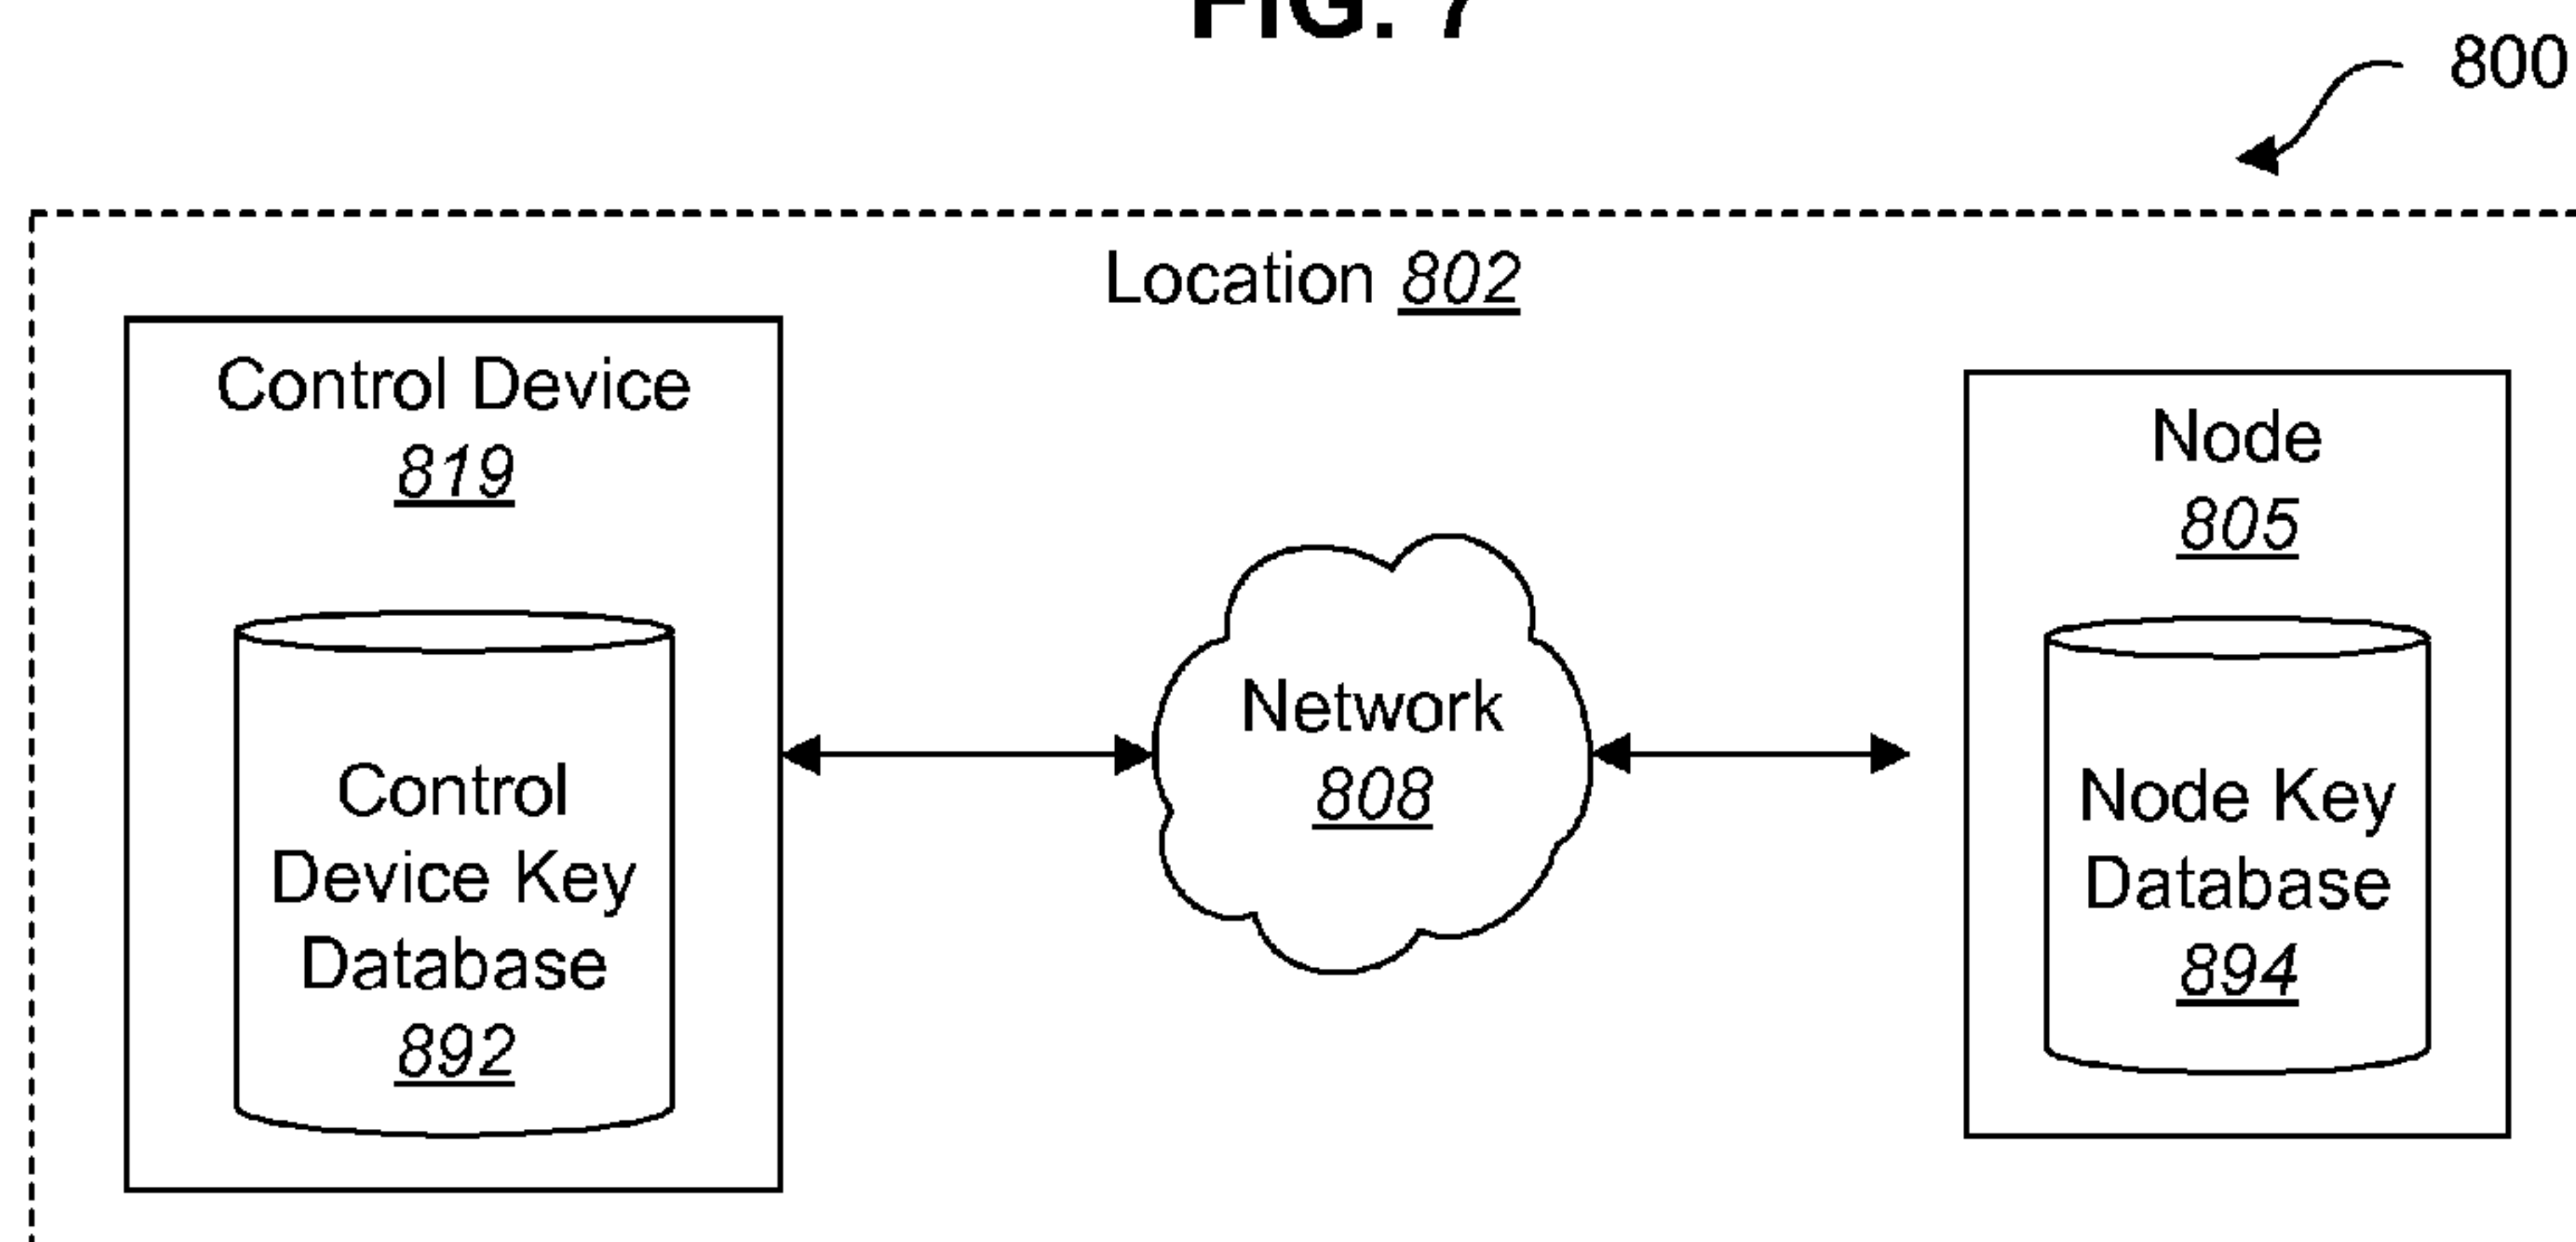 FIG. 7
800
Location 802
Control Device
819
Control
Device Key
Database
892
Network
808
Node
805
Node Key
Database
894